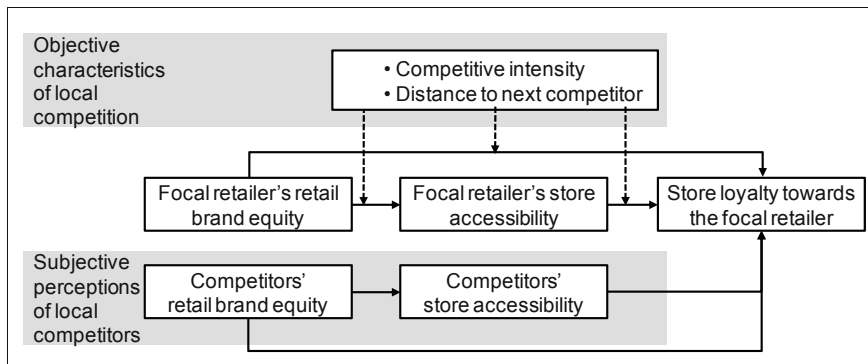 Objective
characteristics
of local
competition
• Competitive intensity
• Distance to next competitor
Focal retailer's retail
brand equity
Focal retailer's store
accessibility
Store loyalty towards
the focal retailer
Subjective
perceptions
of local
competitors
Competitors'
retail brand equity
Competitors'
store accessibility